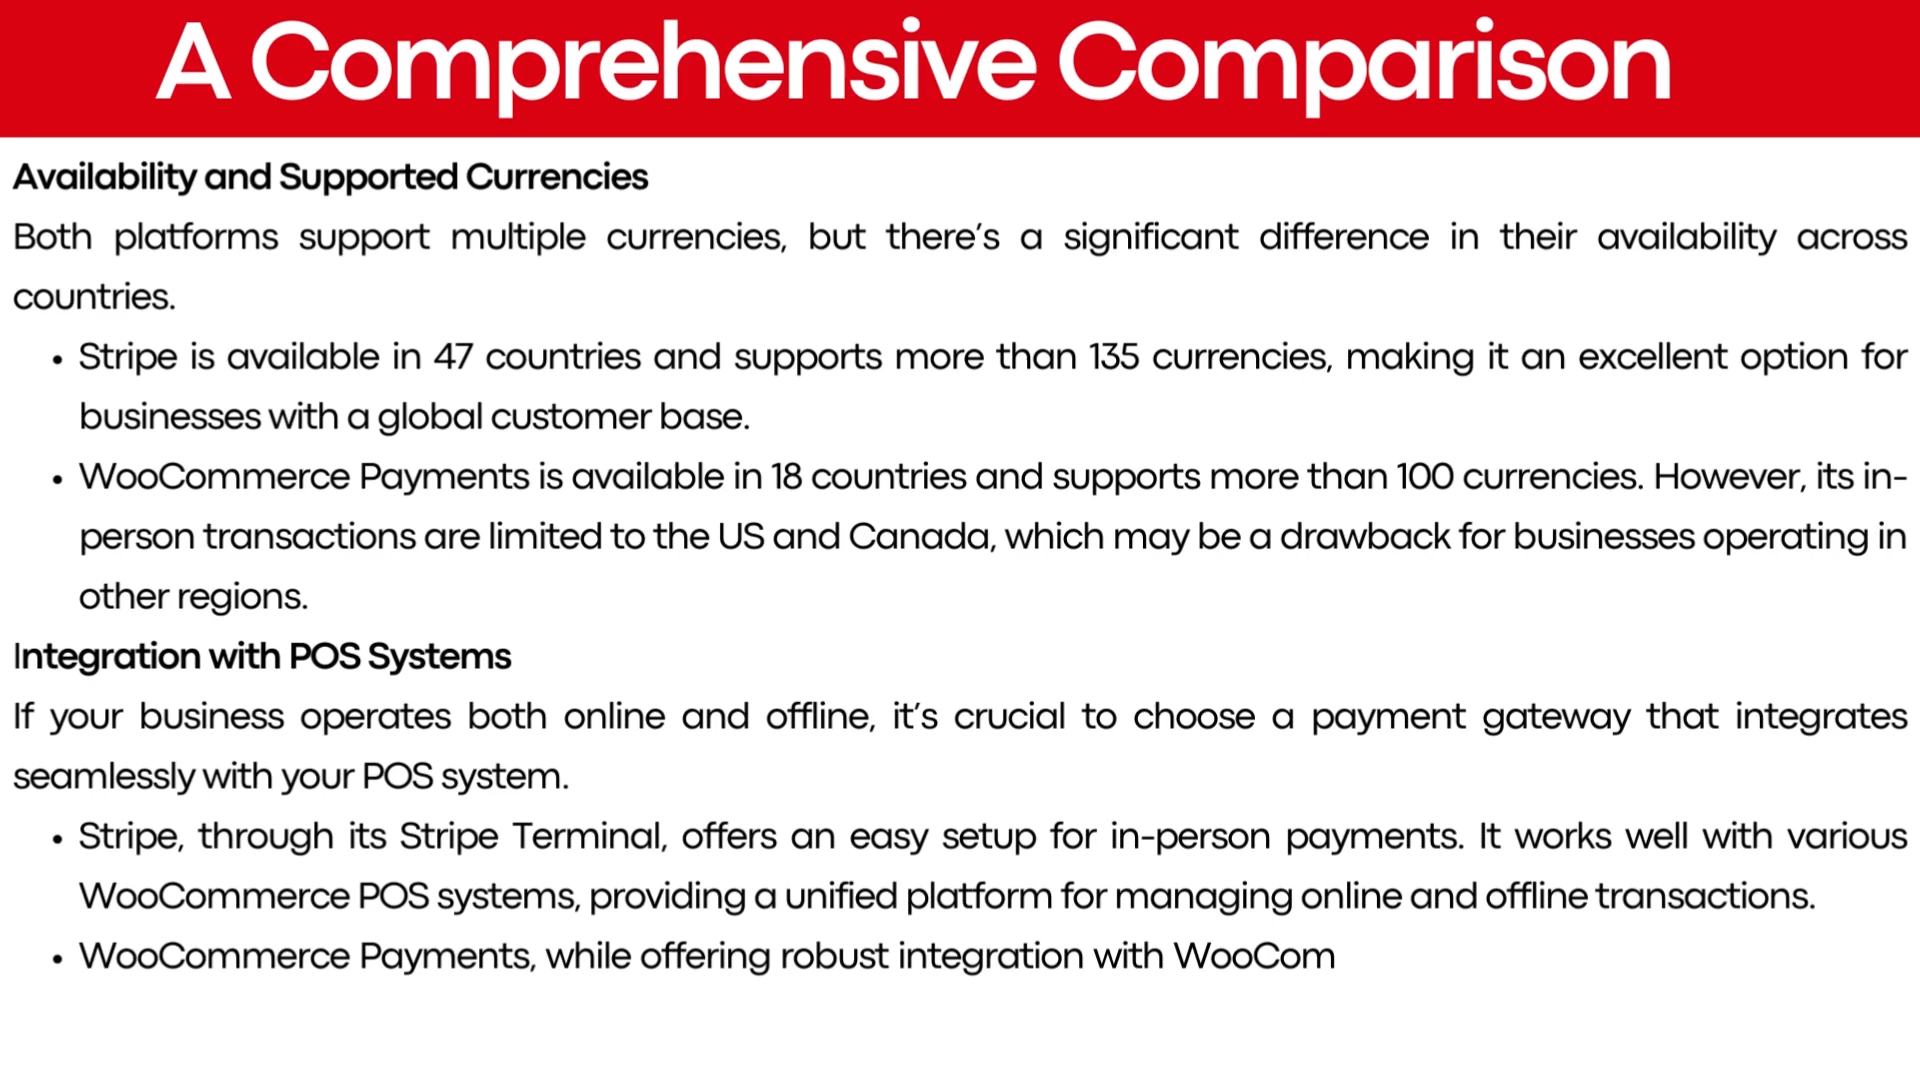 A Comprehensive Comparison
Availability and Supported Currencies
Both platforms support multiple currencies, but there’s a significant difference in their availability across
countries.
• Stripe is available in 47 countries and supports more than 135 currencies, making it an excellent option for
businesses with a global customer base.
• WooCommerce Payments is available in 18 countries and supports more than 100 currencies. However, its in-
person transactions are limited to the US and Canada, which may be a drawback for businesses operating in
other regions.
Integration with POS Systems
If your business operates both online and offline, it’s crucial to choose a payment gateway that integrates
seamlessly with your POS system.
• Stripe, through its Stripe Terminal, offers an easy setup for in-person payments. It works well with various
WooCommerce POS systems, providing a unified platform for managing online and offline transactions.
• WooCommerce Payments, while offering robust integration with WooCom